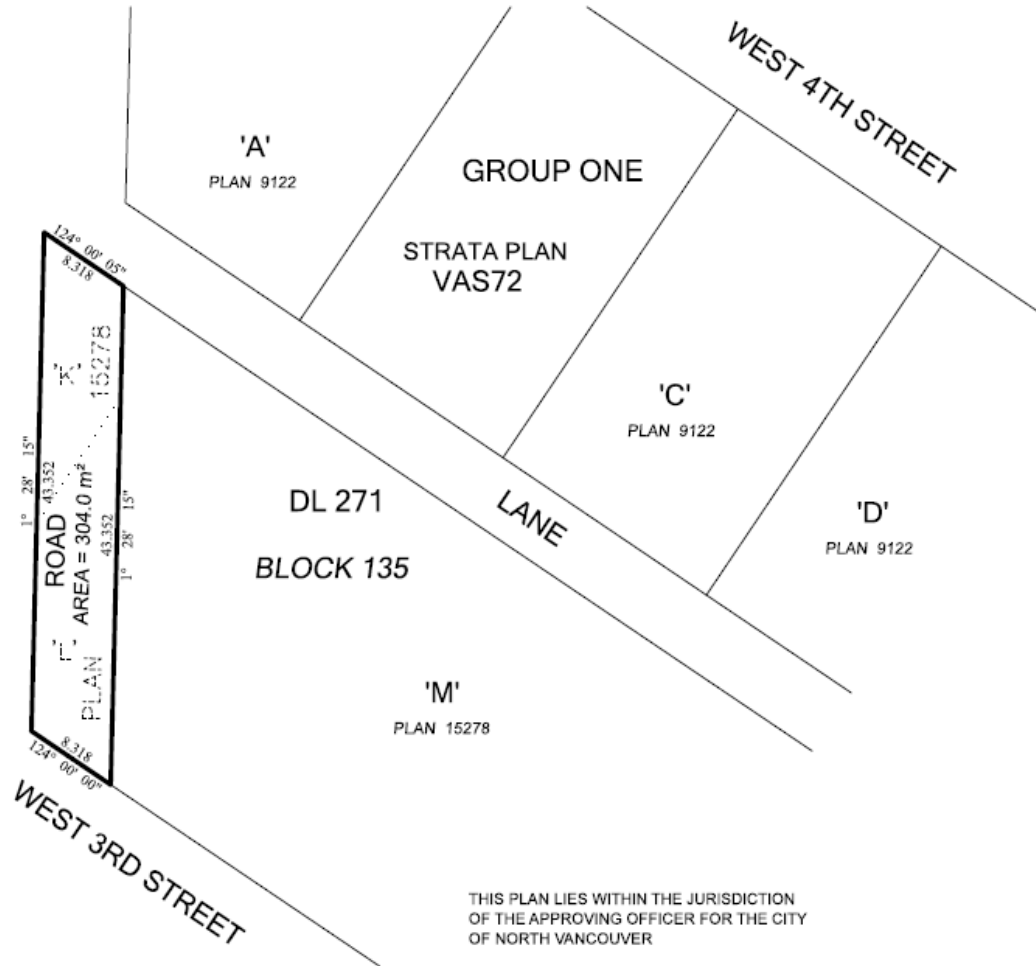 WEST 4TH STREET
'A'
PLAN 9122
GROUP ONE
STRATA PLAN
VAS72
124° 00' 05"
8.318
'K'
15278
'C'
PLAN 9122
1° 28' 15"
43.352
ROAD
AREA = 304.0 m²
43.352
1° 28' 15"
DL 271
BLOCK 135
LANE
'D'
PLAN 9122
PLAN
'M'
PLAN 15278
8.318
124° 00' 00"
WEST 3RD STREET
THIS PLAN LIES WITHIN THE JURISDICTION
OF THE APPROVING OFFICER FOR THE CITY
OF NORTH VANCOUVER